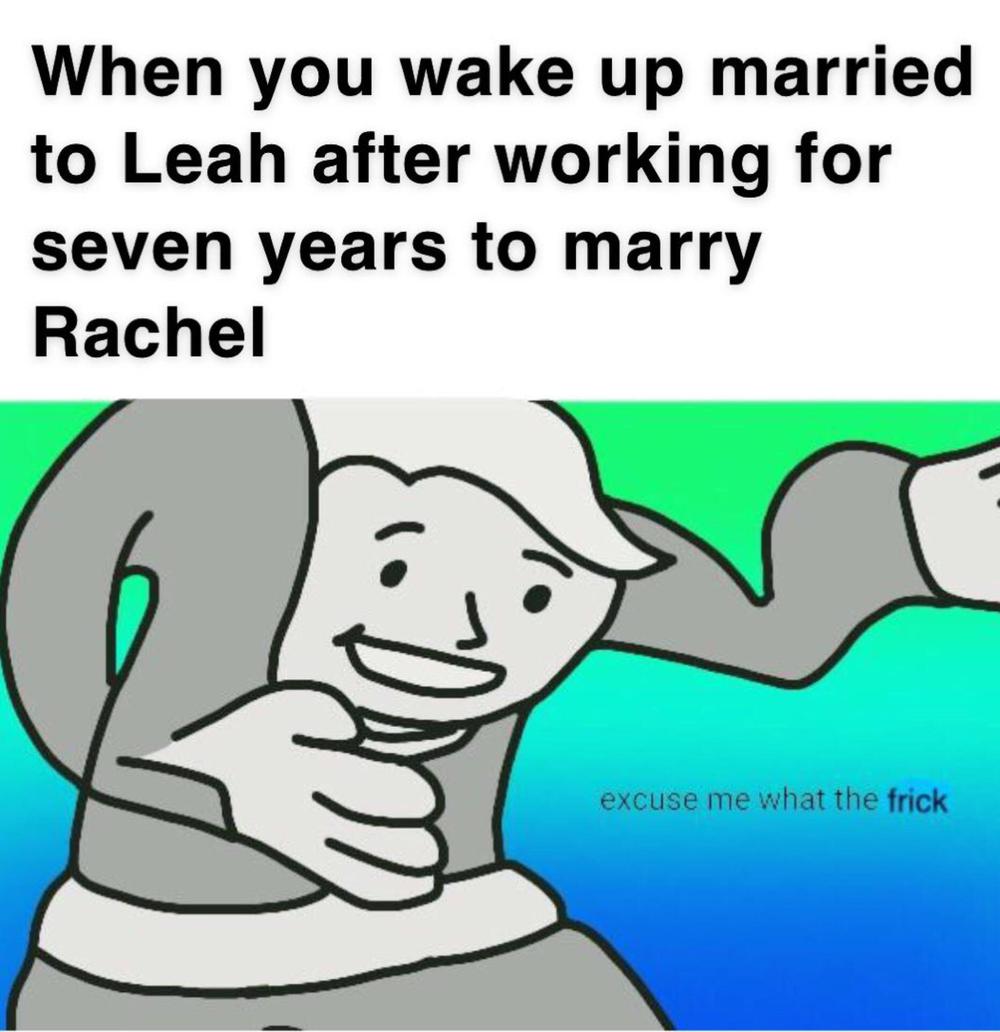 When you wake up married
to Leah after working for
seven years to marry
Rachel
excuse me what the frick